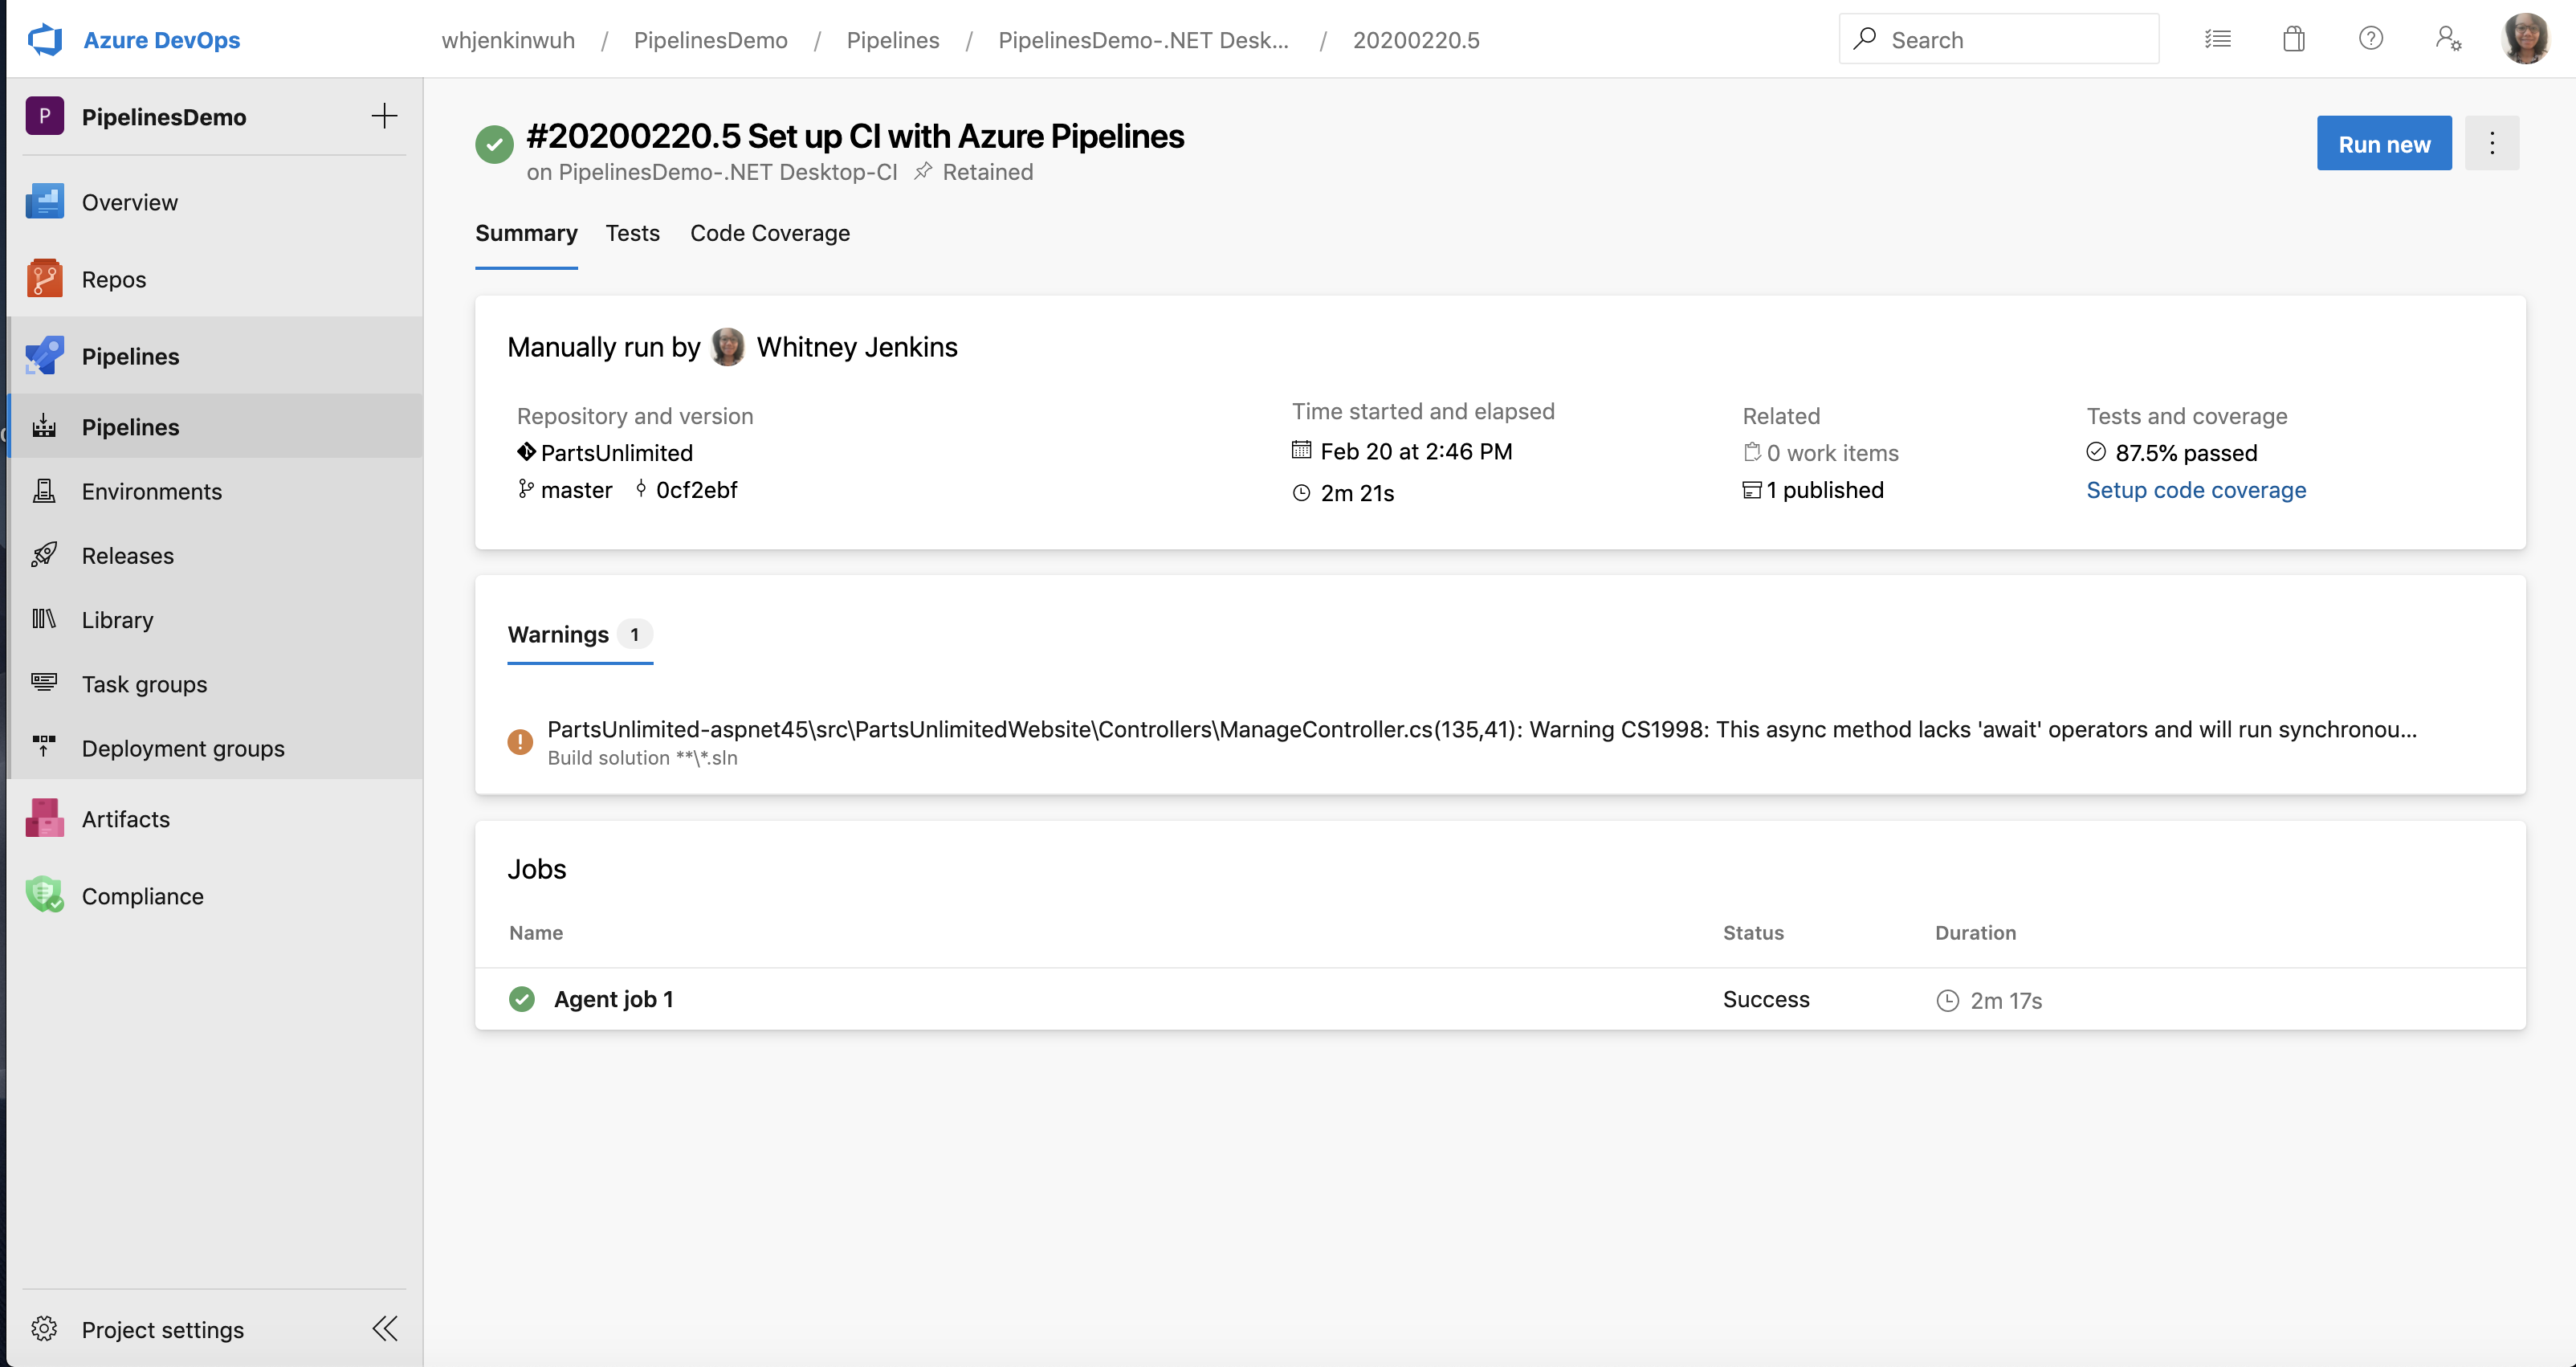 Azure DevOps
whjenkinwuh / PipelinesDemo / Pipelines / PipelinesDemo-.NET Desk... / 20200220.5
Search
P PipelinesDemo
Overview
Repos
Pipelines
Pipelines
Environments
Releases
Library
Task groups
Deployment groups
Artifacts
Compliance
Project settings
#20200220.5 Set up CI with Azure Pipelines
on PipelinesDemo-.NET Desktop-CI Retained
Run new
Summary Tests Code Coverage
Manually run by Whitney Jenkins
Repository and version
PartsUnlimited
master 0cf2ebf
Time started and elapsed
Feb 20 at 2:46 PM
2m 21s
Related
0 work items
1 published
Tests and coverage
87.5% passed
Setup code coverage
Warnings 1
PartsUnlimited-aspnet45\src\PartsUnlimitedWebsite\Controllers\ManageController.cs(135,41): Warning CS1998: This async method lacks 'await' operators and will run synchronou...
Build solution **\*.sln
Jobs
Name Status Duration
Agent job 1 Success 2m 17s